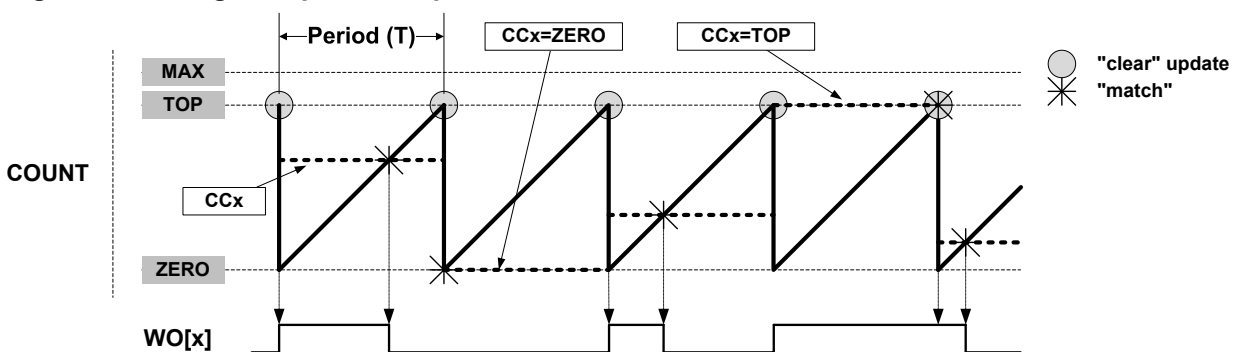 Period (T)
CCx=ZERO
CCx=TOP
"clear" update
"match"
MAX
TOP
COUNT
CCx
ZERO
WO[x]